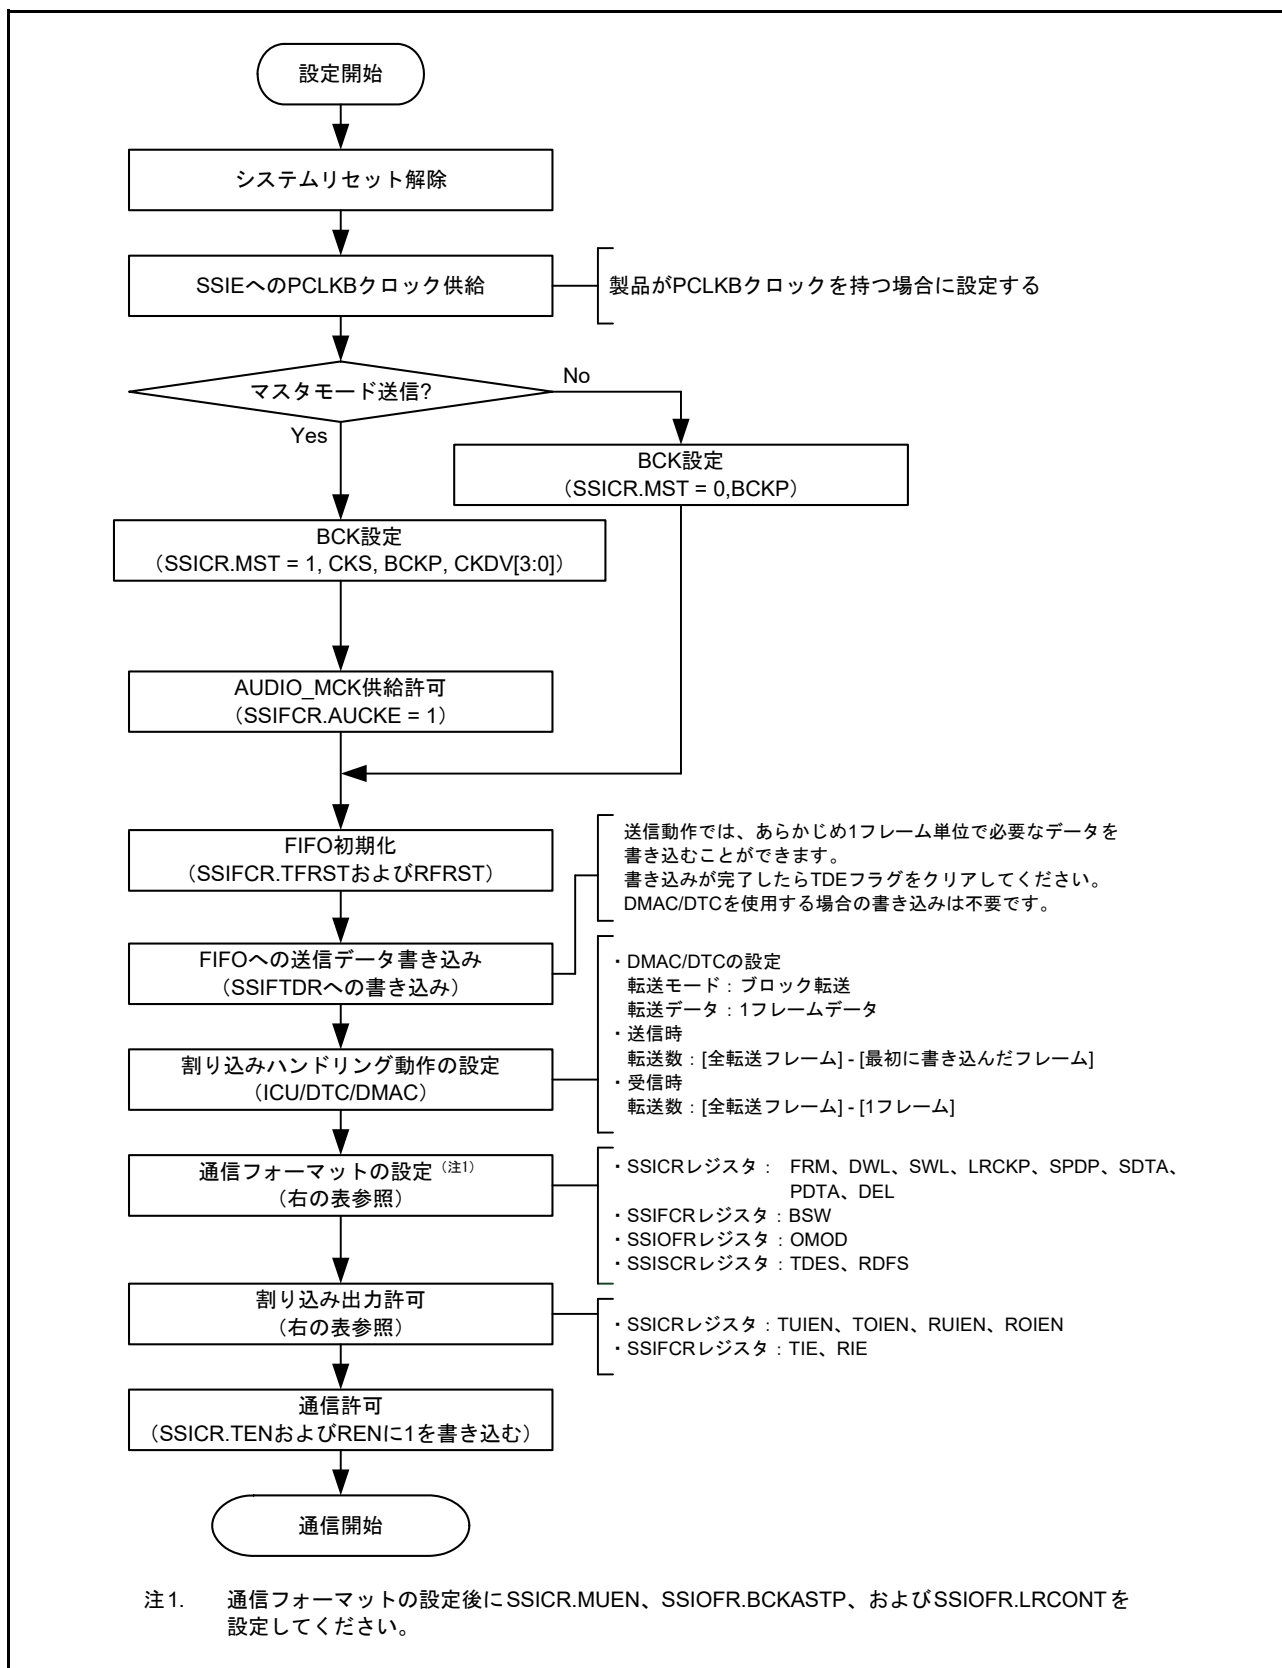 設定開始
システムリセット解除
SSIEへのPCLKBクロック供給
製品がPCLKBクロックを持つ場合に設定する
マスタモード送信?
No
Yes
BCK設定
（SSICR.MST = 0,BCKP）
BCK設定
（SSICR.MST = 1, CKS, BCKP, CKDV[3:0]）
AUDIO_MCK供給許可
（SSIFCR.AUCKE = 1）
FIFO初期化
（SSIFCR.TFRSTおよびRFRST）
送信動作では、あらかじめ1フレーム単位で必要なデータを
書き込むことができます。
書き込みが完了したらTDEフラグをクリアしてください。
DMAC/DTCを使用する場合の書き込みは不要です。
FIFOへの送信データ書き込み
（SSIFTDRへの書き込み）
・DMAC/DTCの設定
転送モード：ブロック転送
転送データ：1フレームデータ
・送信時
転送数：[全転送フレーム] - [最初に書き込んだフレーム]
・受信時
転送数：[全転送フレーム] - [1フレーム]
割り込みハンドリング動作の設定
（ICU/DTC/DMAC）
通信フォーマットの設定（注1）
（右の表参照）
・SSICRレジスタ： FRM、DWL、SWL、LRCKP、SPDP、SDTA、
PDTA、DEL
・SSIFCRレジスタ：BSW
・SSIOFRレジスタ：OMOD
・SSISCRレジスタ：TDES、RDFS
割り込み出力許可
（右の表参照）
・SSICRレジスタ：TUIEN、TOIEN、RUIEN、ROIEN
・SSIFCRレジスタ：TIE、RIE
通信許可
（SSICR.TENおよびRENに1を書き込む）
通信開始
注1. 通信フォーマットの設定後にSSICR.MUEN、SSIOFR.BCKASTP、およびSSIOFR.LRCONTを
設定してください。